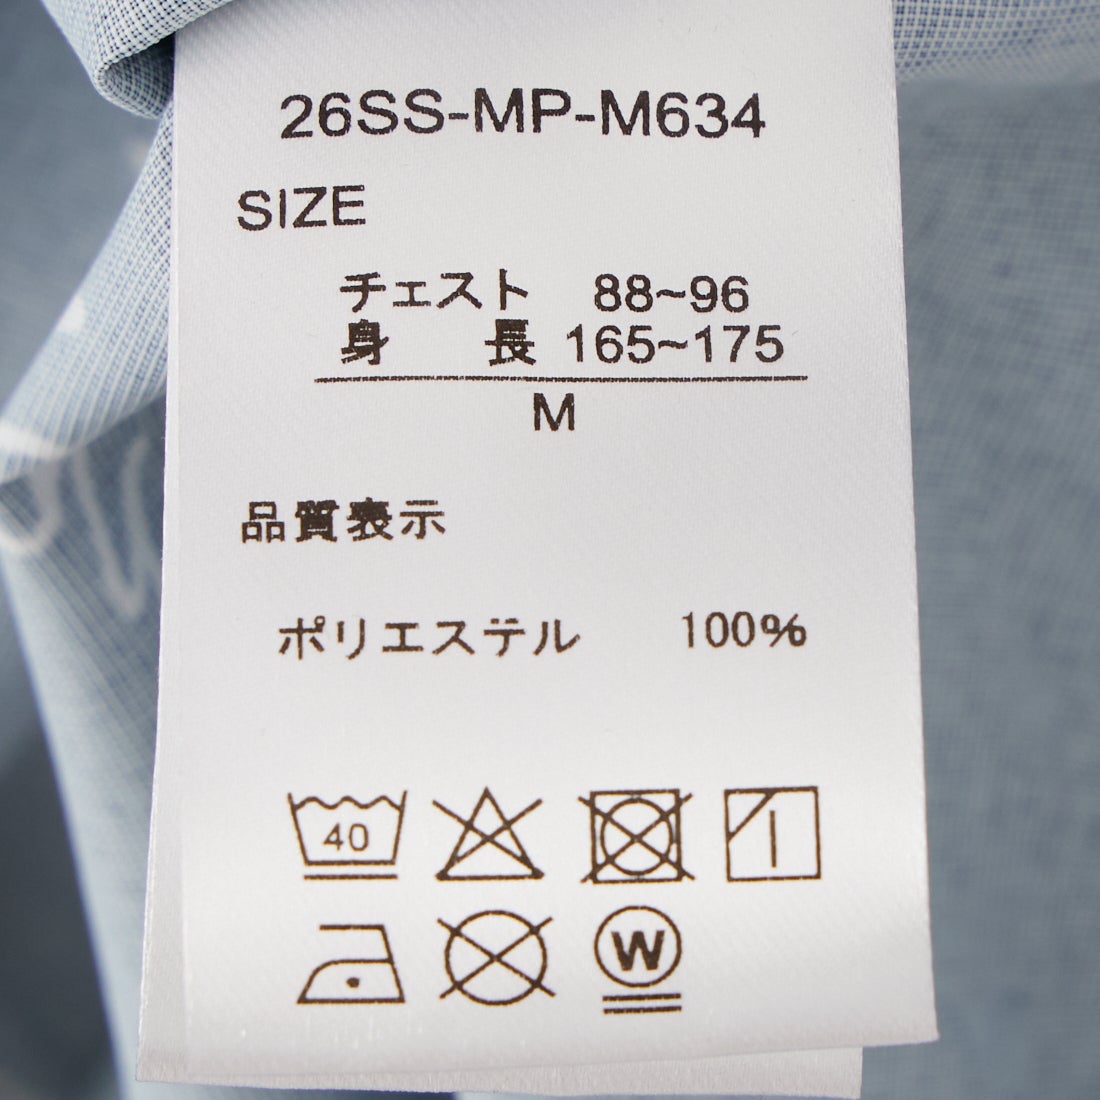 26SS-MP-M634
SIZE
チェスト 88~96
身 長 165~175
M
品質表示
ポリエステル 100%
40
W